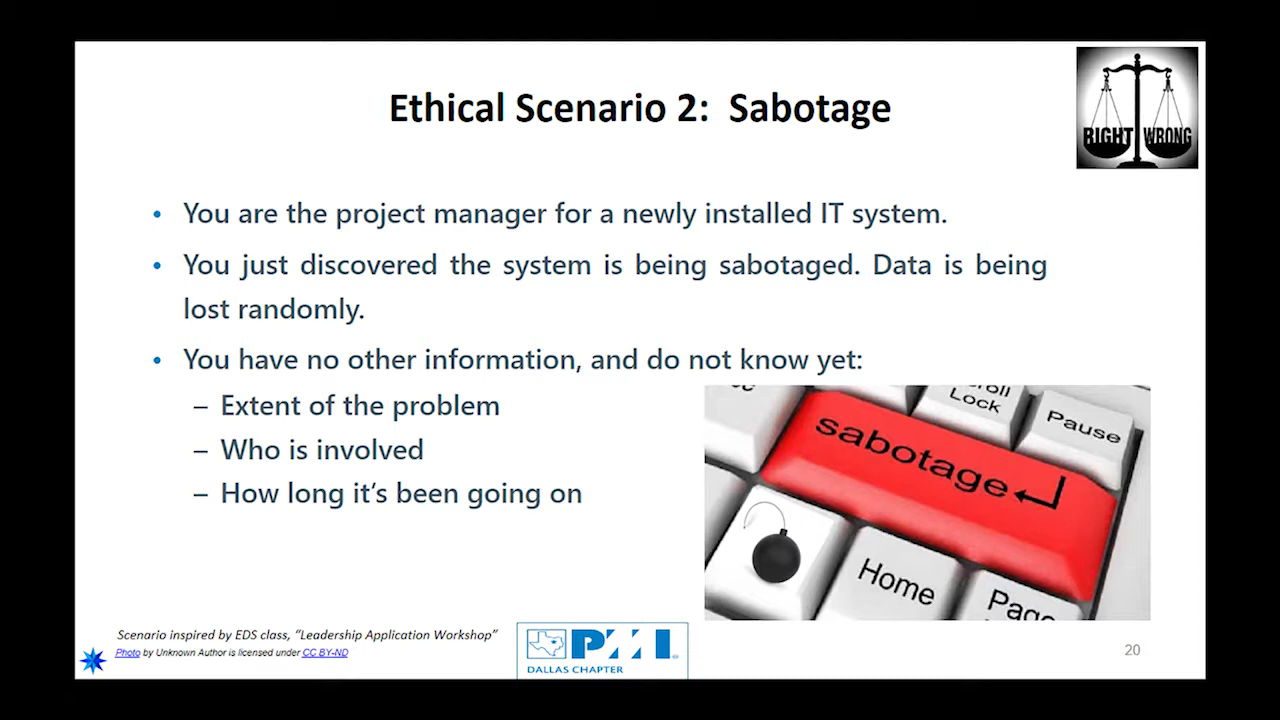 Ethical Scenario 2: Sabotage
RIGHT WRONG
• You are the project manager for a newly installed IT system.
• You just discovered the system is being sabotaged. Data is being
lost randomly.
• You have no other information, and do not know yet:
– Extent of the problem
– Who is involved
– How long it's been going on
Lock
Pause
sabotage
Home
Scenario inspired by EDS class, "Leadership Application Workshop"
Photo by Unknown Author is licensed under CC BY-ND
PMI
DALLAS CHAPTER
20